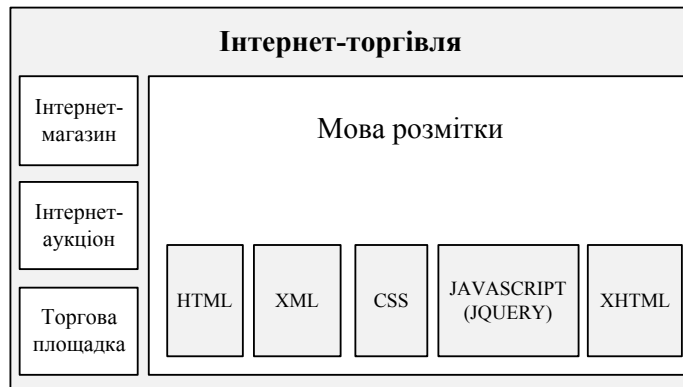 Інтернет-торгівля
Інтернет-
магазин
Інтернет-
аукціон
Торгова
площадка
Мова розмітки
HTML
XML
CSS
JAVASCRIPT
(JQUERY)
XHTML